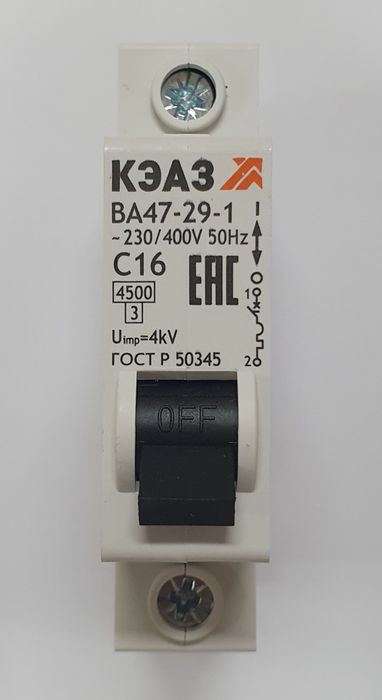 КЭАЗ
ВА47-29-1 I
~230/400V 50Hz
C16
EAC
4500
3
1
Uimp=4kV
ГОСТ Р 50345 2
OFF